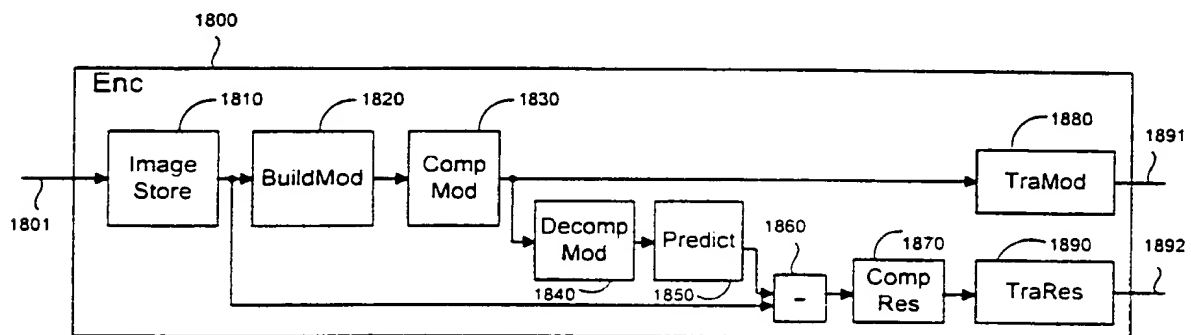 1800
Enc
1810
1820
1830
1880
1891
Image
Store
BuildMod
Comp
Mod
TraMod
1801
Decomp
Mod
Predict
1860
1870
1890
1892
-
Comp
Res
TraRes
1840
1850